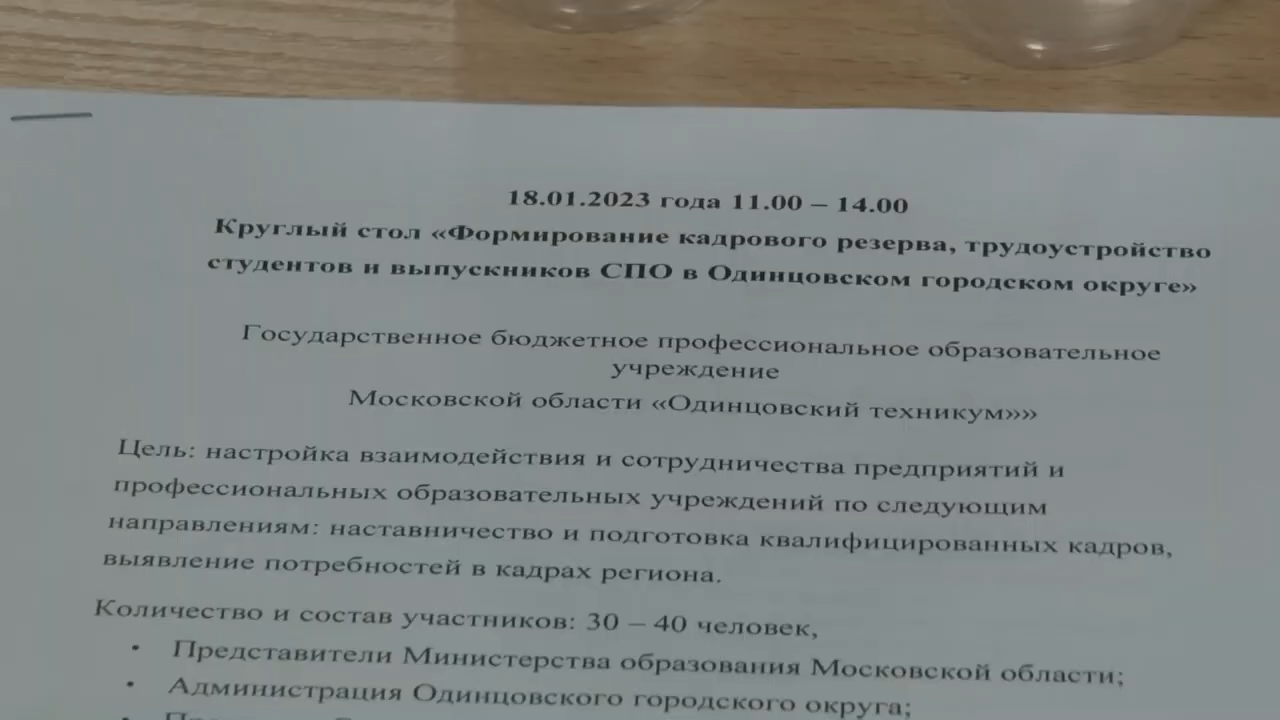 18.01.2023 года 11.00 – 14.00
Круглый стол «Формирование кадрового резерва, трудоустройство
студентов и выпускников СПО в Одинцовском городском округе»
Государственное бюджетное профессиональное образовательное
учреждение
Московской области «Одинцовский техникум»»
Цель: настройка взаимодействия и сотрудничества предприятий и
профессиональных образовательных учреждений по следующим
направлениям: наставничество и подготовка квалифицированных кадров,
выявление потребностей в кадрах региона.
Количество и состав участников: 30 – 40 человек,
• Представители Министерства образования Московской области;
• Администрация Одинцовского городского округа;